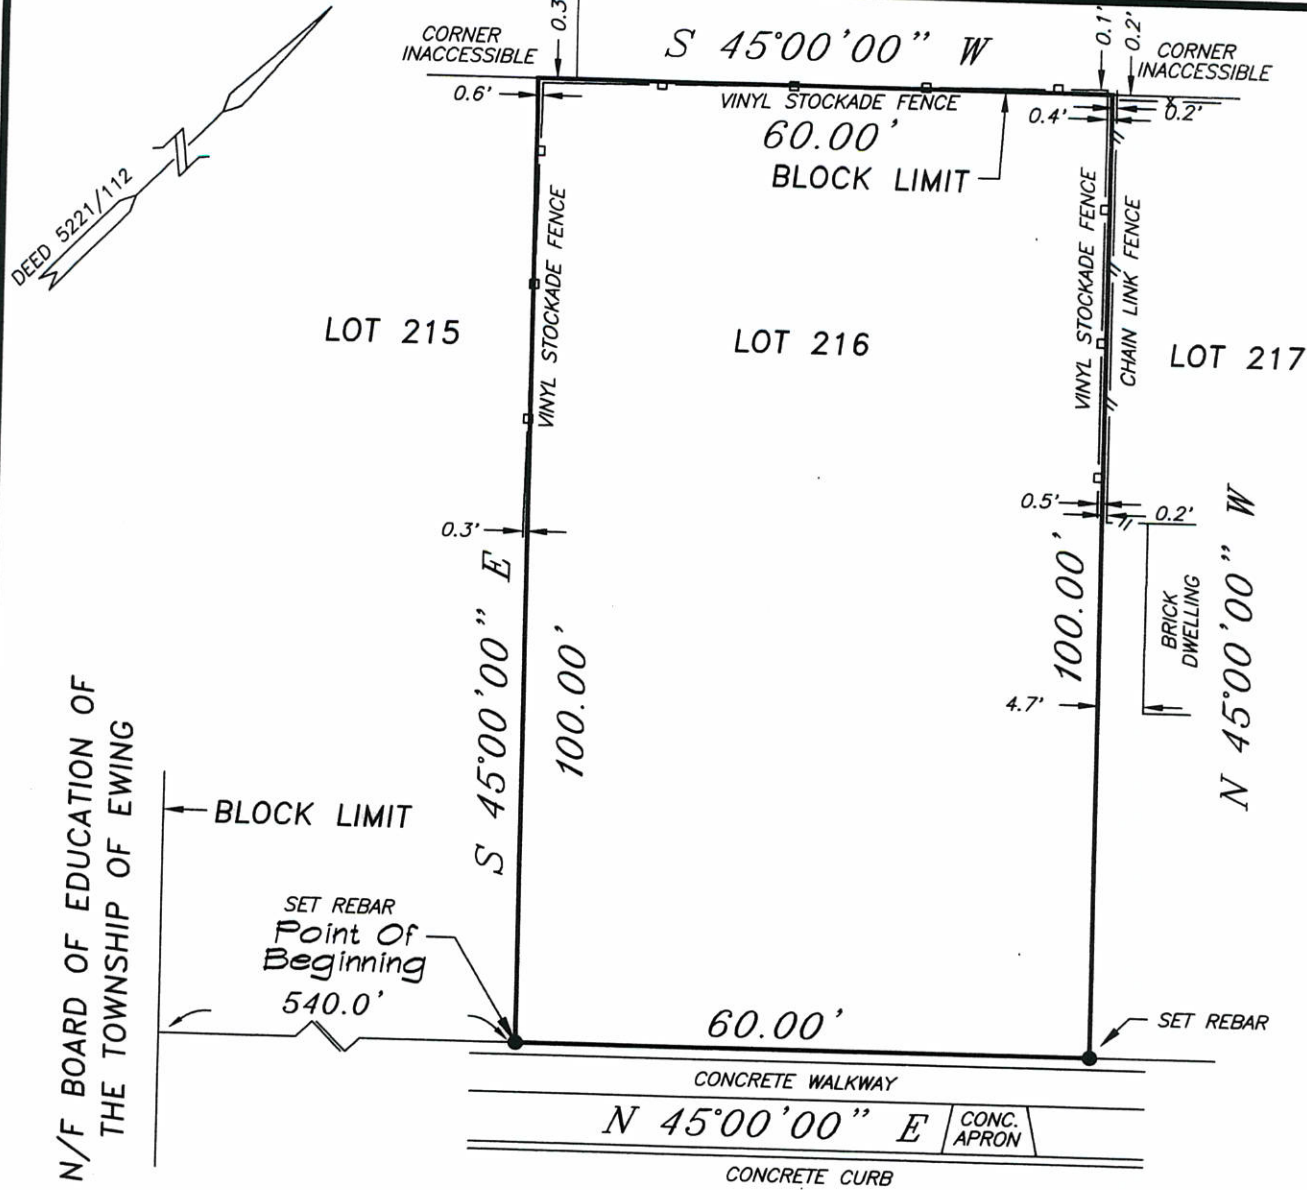 CORNER
INACCESSIBLE
0.3'
S 45°00'00" W
0.1'
0.2'
CORNER
INACCESSIBLE
0.6'
VINYL STOCKADE FENCE
60.00'
BLOCK LIMIT
0.4'
0.2'
DEED 5221/112
N
VINYL STOCKADE FENCE
VINYL STOCKADE FENCE
CHAIN LINK FENCE
LOT 215
LOT 216
LOT 217
0.3'
0.5'
0.2'
S 45°00'00" E
100.00'
100.00'
BRICK
DWELLING
N 45°00'00" W
4.7'
N/F BOARD OF EDUCATION OF
THE TOWNSHIP OF EWING
BLOCK LIMIT
SET REBAR
Point Of
Beginning
540.0'
60.00'
SET REBAR
CONCRETE WALKWAY
N 45°00'00" E
CONC.
APRON
CONCRETE CURB